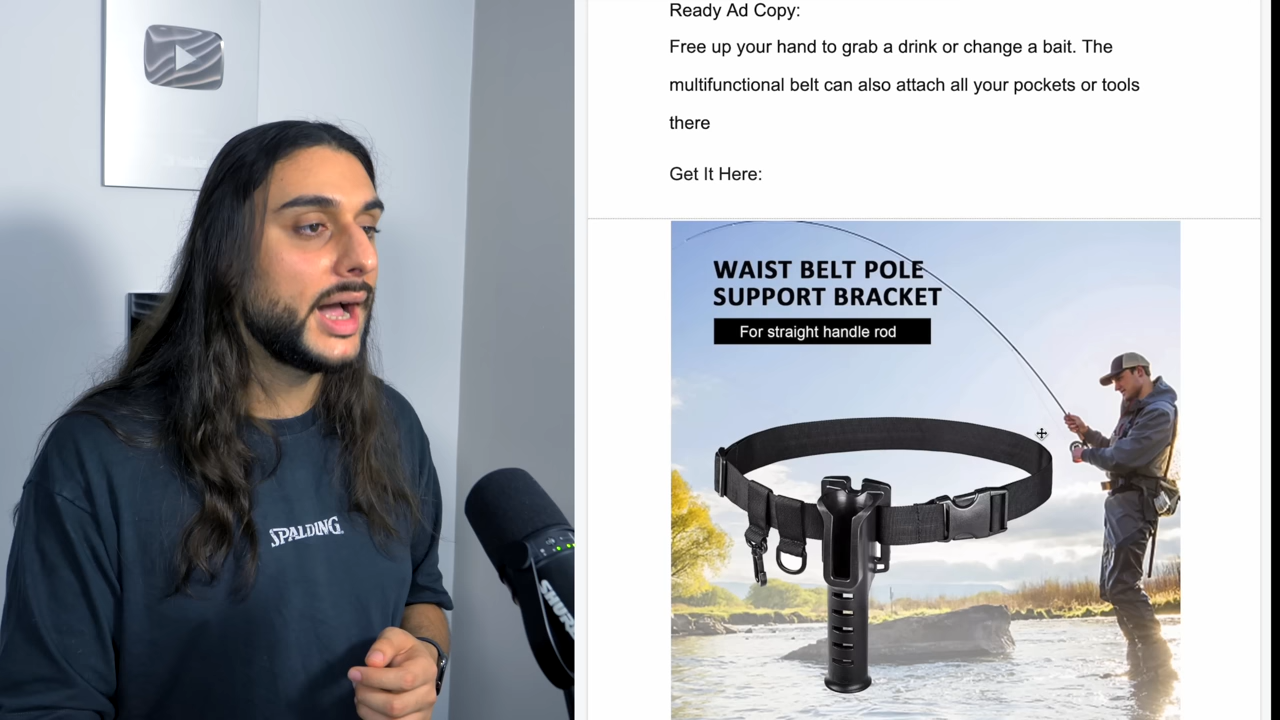 Ready Ad Copy:
Free up your hand to grab a drink or change a bait. The
multifunctional belt can also attach all your pockets or tools
there
Get It Here:
WAIST BELT POLE
SUPPORT BRACKET
For straight handle rod
SPALDING
SHURE